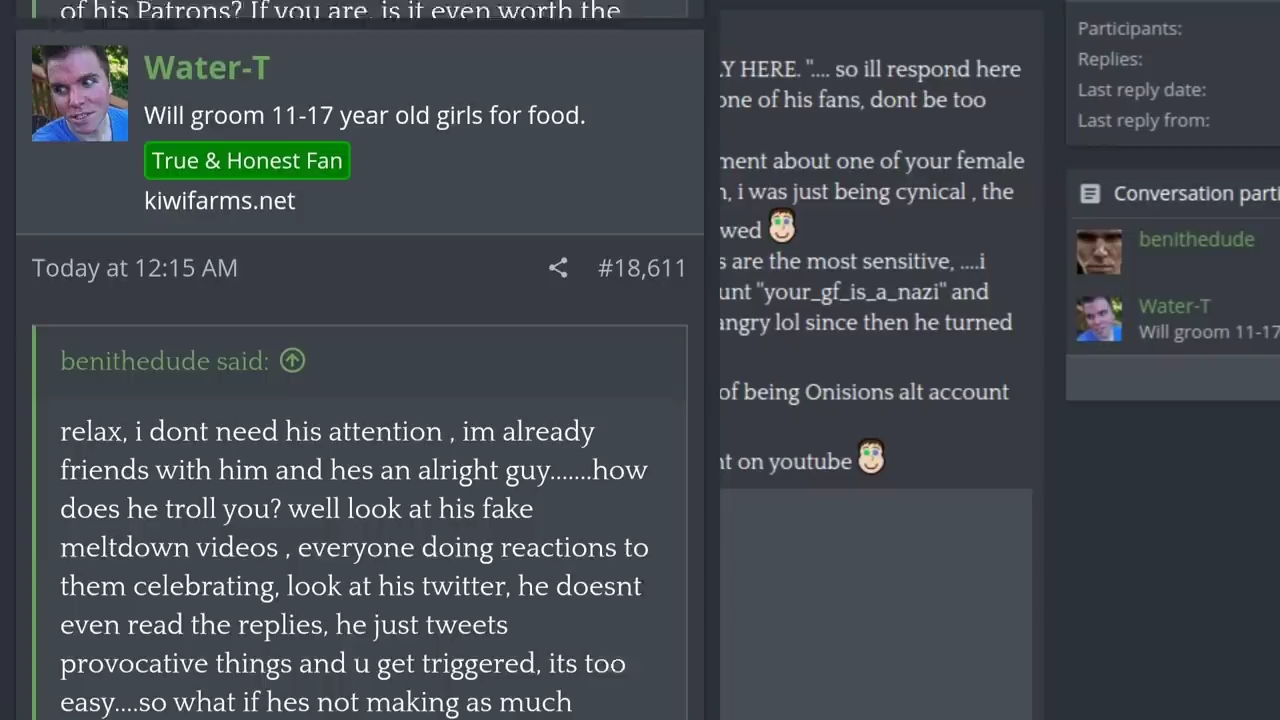 of his Patrons? If you are, is it even worth the
Water-T
Will groom 11-17 year old girls for food.
True & Honest Fan
kiwifarms.net
Today at 12:15 AM
#18,611
benithedude said:
relax, i dont need his attention , im already
friends with him and hes an alright guy.......how
does he troll you? well look at his fake
meltdown videos , everyone doing reactions to
them celebrating, look at his twitter, he doesnt
even read the replies, he just tweets
provocative things and u get triggered, its too
easy....so what if hes not making as much
Y HERE. ".... so ill respond here
one of his fans, dont be too
ment about one of your female
, i was just being cynical , the
wed
s are the most sensitive, ....i
unt "your_gf_is_a_nazi" and
angry lol since then he turned
of being Onisions alt account
nt on youtube
Participants:
Replies:
Last reply date:
Last reply from:
Conversation parti
benithedude
Water-T
Will groom 11-17